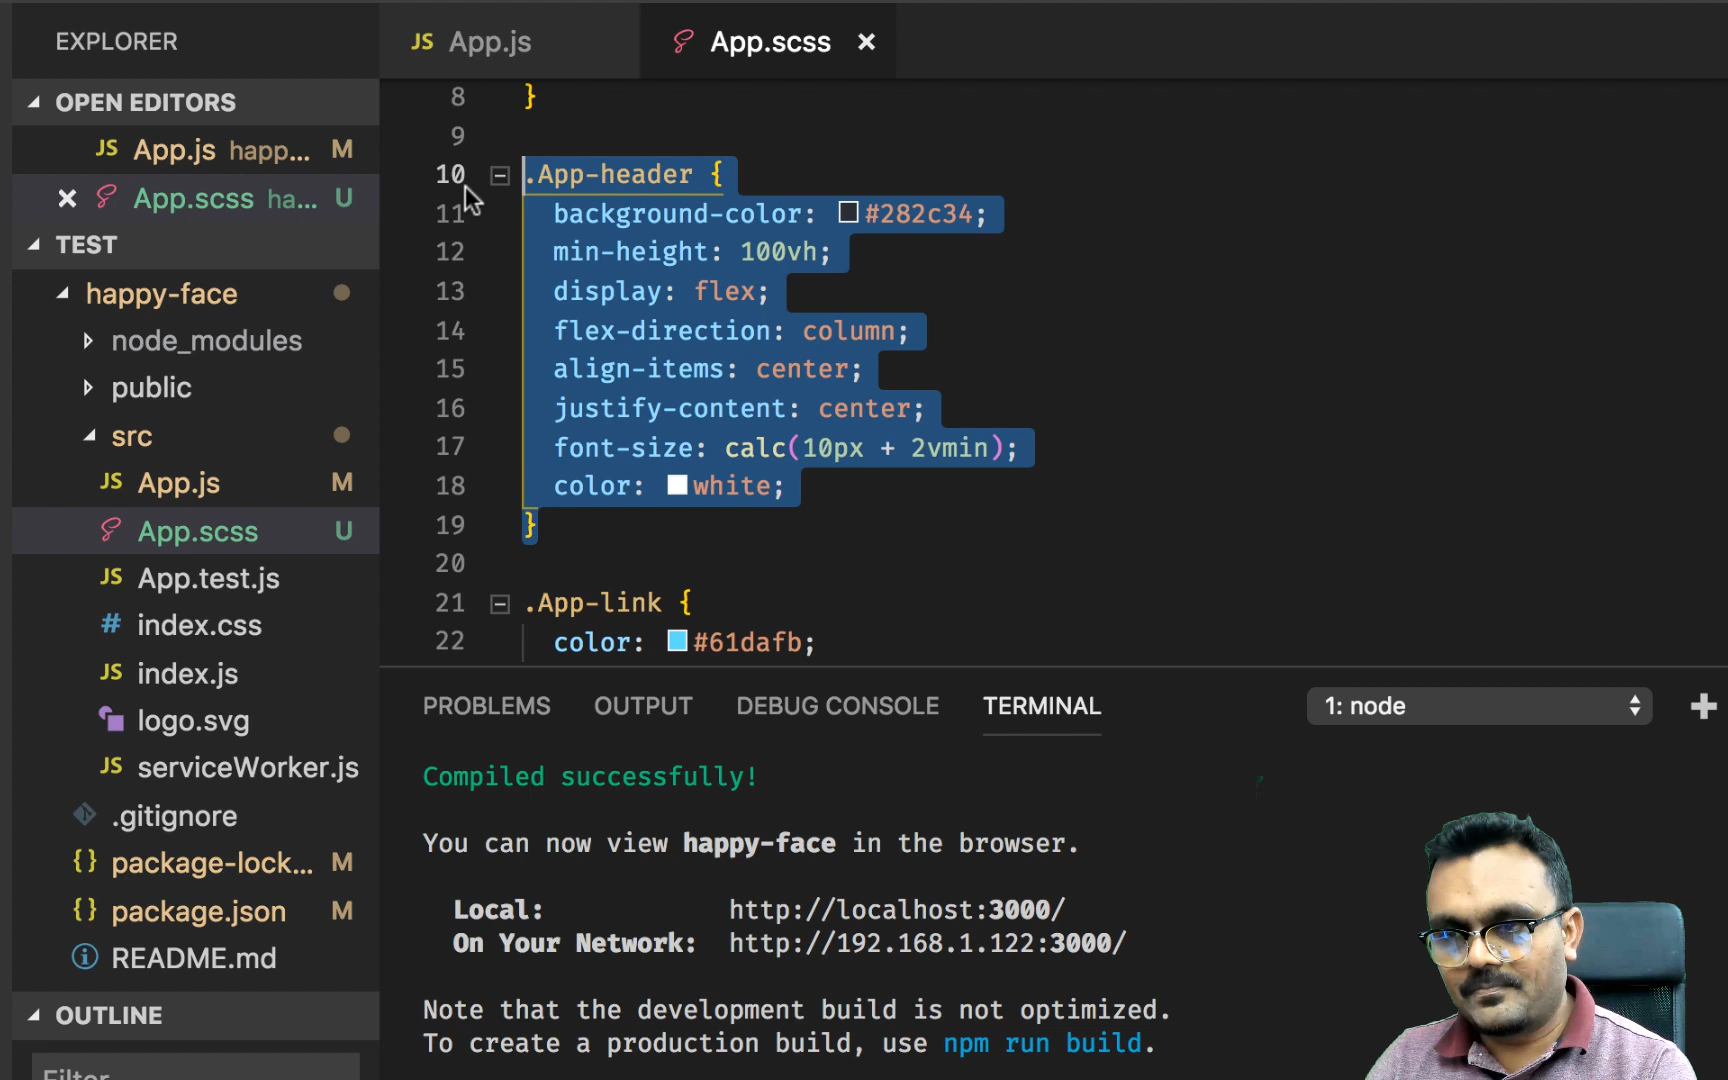 EXPLORER
OPEN EDITORS
JS App.js happ... M
App.scss ha... U
TEST
happy-face
node_modules
public
src
JS App.js M
App.scss U
JS App.test.js
# index.css
JS index.js
logo.svg
JS serviceWorker.js
.gitignore
{} package-lock... M
{} package.json M
README.md
OUTLINE
Filter
JS App.js
App.scss
8 }
9
10 .App-header {
11 background-color: #282c34;
12 min-height: 100vh;
13 display: flex;
14 flex-direction: column;
15 align-items: center;
16 justify-content: center;
17 font-size: calc(10px + 2vmin);
18 color: white;
19 }
20
21 .App-link {
22 color: #61dafb;
PROBLEMS OUTPUT DEBUG CONSOLE TERMINAL 1: node
Compiled successfully!
You can now view happy-face in the browser.
Local: http://localhost:3000/
On Your Network: http://192.168.1.122:3000/
Note that the development build is not optimized.
To create a production build, use npm run build.